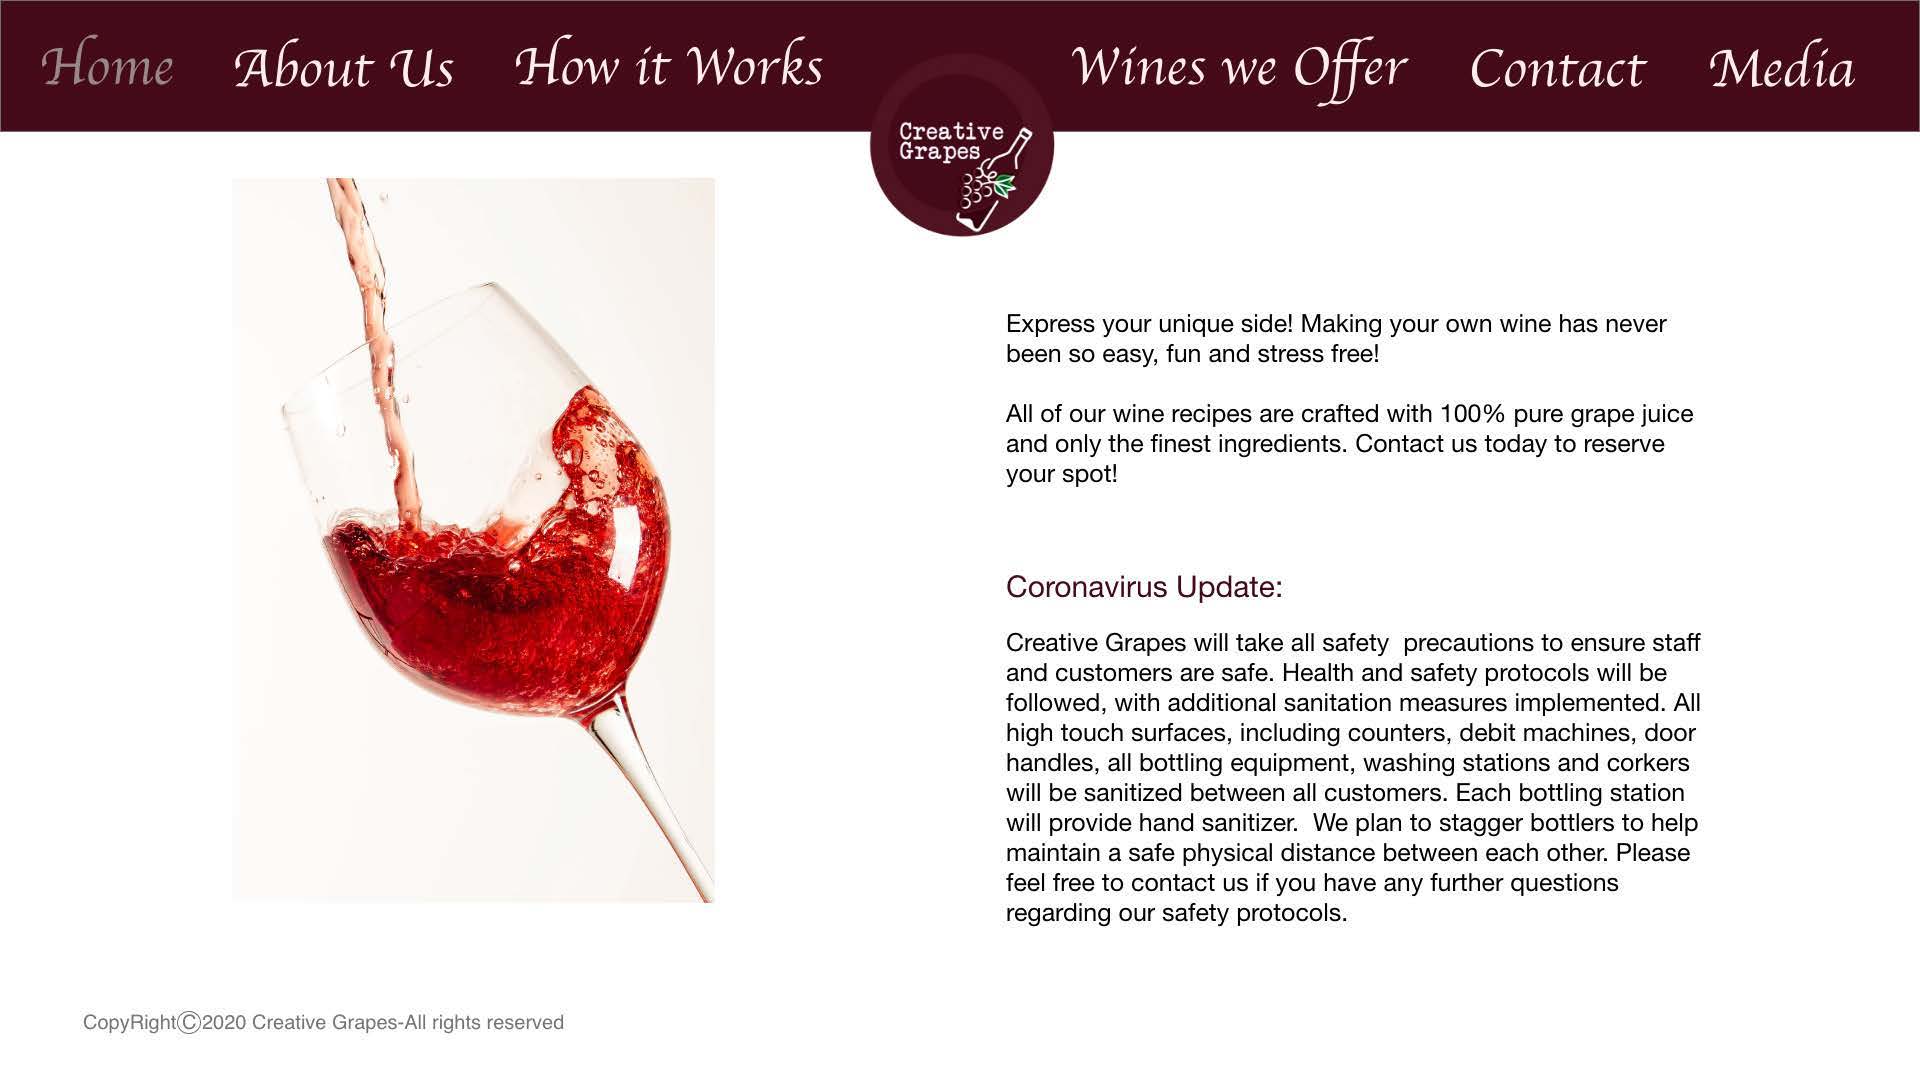 Home About Us How it Works Wines we Offer Contact Media
Creative
Grapes
Express your unique side! Making your own wine has never
been so easy, fun and stress free!
All of our wine recipes are crafted with 100% pure grape juice
and only the finest ingredients. Contact us today to reserve
your spot!
Coronavirus Update:
Creative Grapes will take all safety  precautions to ensure staff
and customers are safe. Health and safety protocols will be
followed, with additional sanitation measures implemented. All
high touch surfaces, including counters, debit machines, door
handles, all bottling equipment, washing stations and corkers
will be sanitized between all customers. Each bottling station
will provide hand sanitizer.  We plan to stagger bottlers to help
maintain a safe physical distance between each other. Please
feel free to contact us if you have any further questions
regarding our safety protocols.
CopyRightⒸ2020 Creative Grapes-All rights reserved